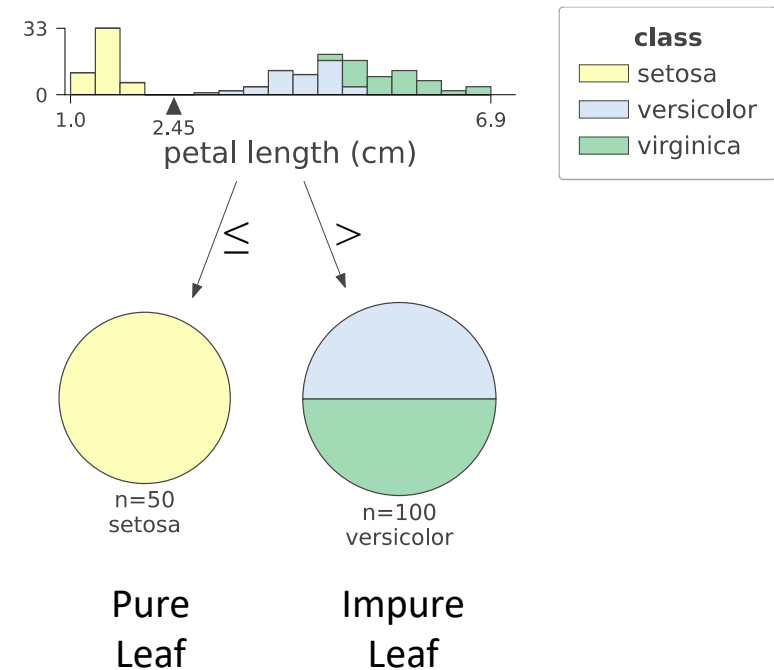 33
0
1.0
2.45
6.9
petal length (cm)
class
setosa
versicolor
virginica
≤
>
n=50
setosa
n=100
versicolor
Pure
Leaf
Impure
Leaf